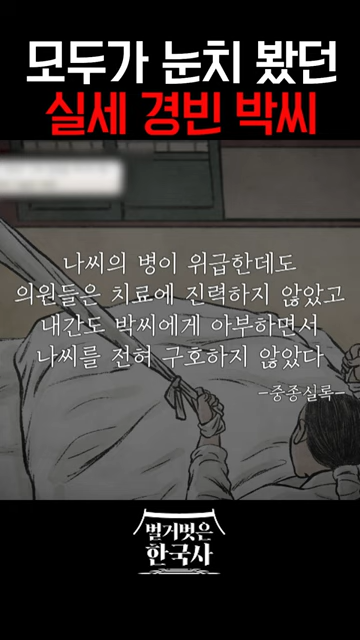 모두가 눈치 봤던
실세 경빈 박씨
나씨의 병이 위급한데도
의원들은 치료에 진력하지 않았고
내간도 박씨에게 아부하면서
나씨를 전혀 구호하지 않았다
-중종실록-
벌거벗은
한국사